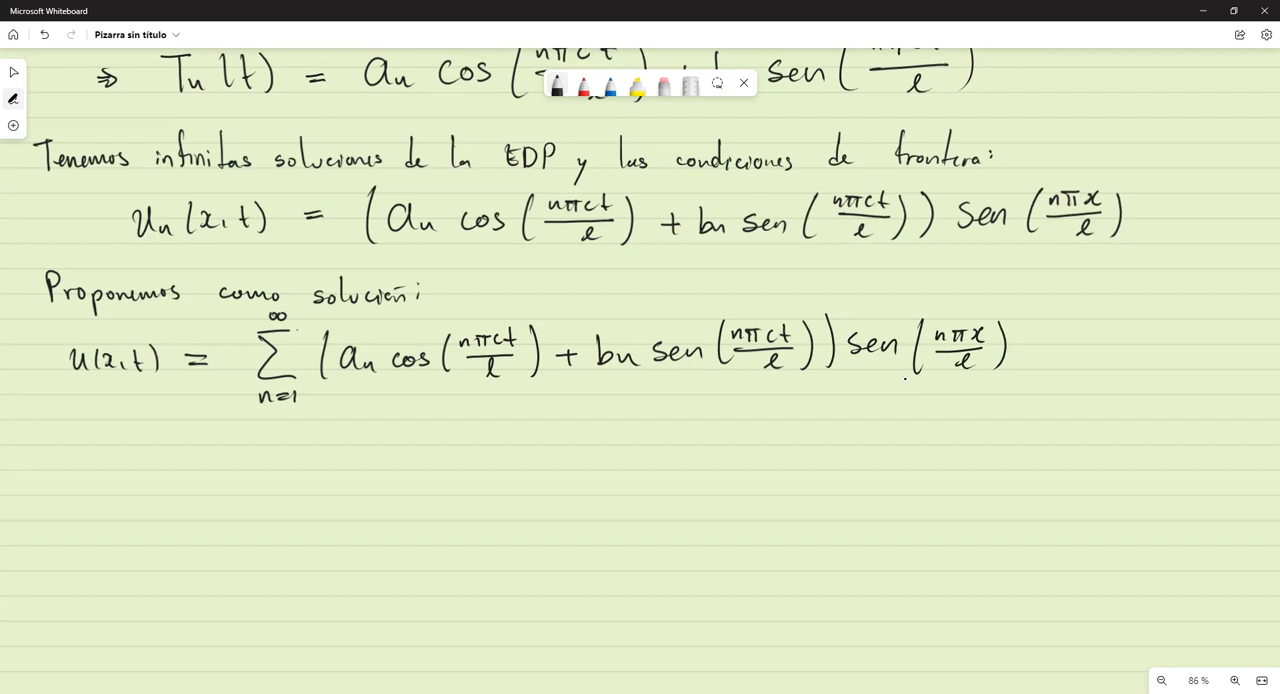 Microsoft Whiteboard
Pizarra sin título
⇒ Tn(t) = an cos(nπct sen( l )
Tenemos infinitas soluciones de la EDP y las condiciones de frontera:
un(x,t) = (an cos(nπct/l) + bn sen(nπct/l)) sen(nπx/l)
Proponemos como solución:
u(x,t) = ∑_{n=1}^{∞} (an cos(nπct/l) + bn sen(nπct/l)) sen(nπx/l)
86 %